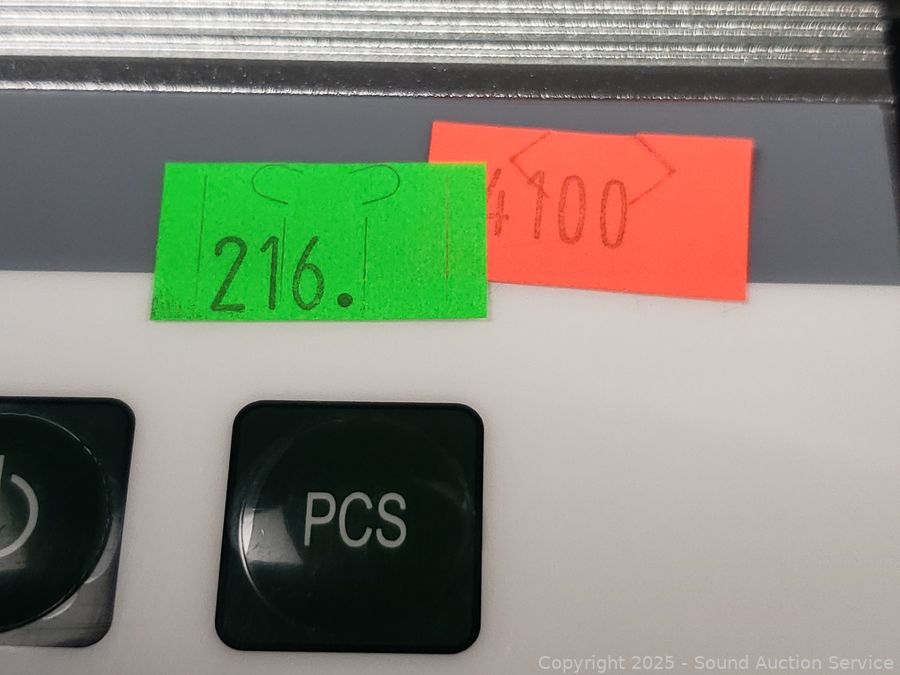 4100
216.
PCS
Copyright 2025 - Sound Auction Service